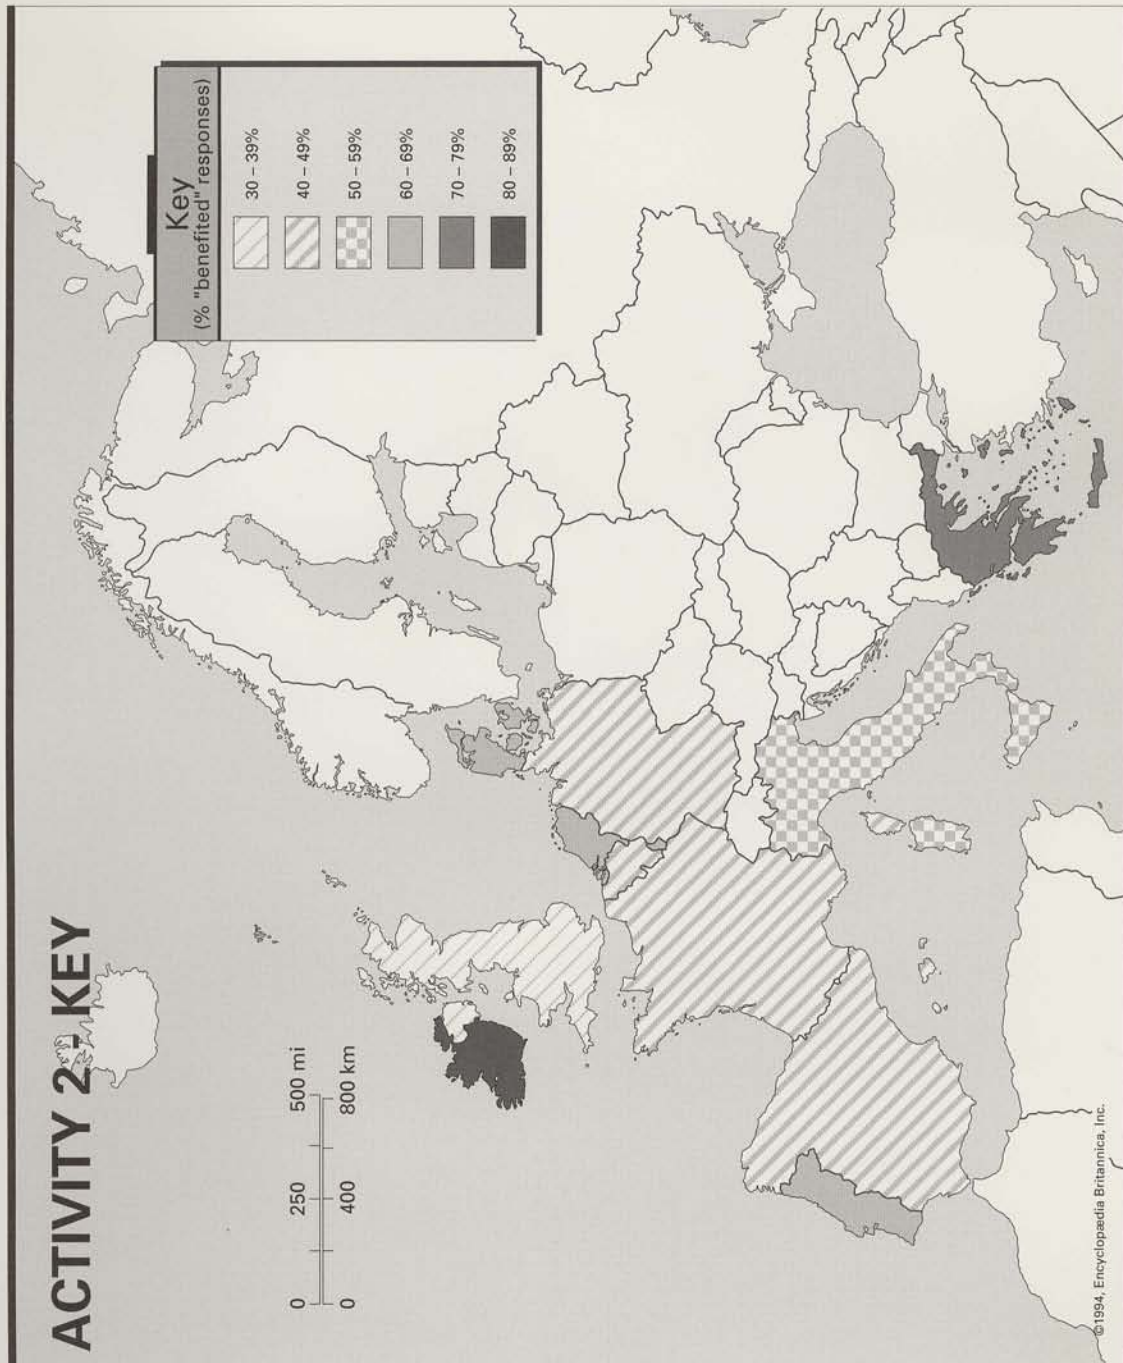 ACTIVITY 2 - KEY
Key
(% "benefited" responses)
30 – 39%
40 – 49%
50 – 59%
60 – 69%
70 – 79%
80 – 89%
0 250 500 mi
0 400 800 km
©1994, Encyclopædia Britannica, Inc.